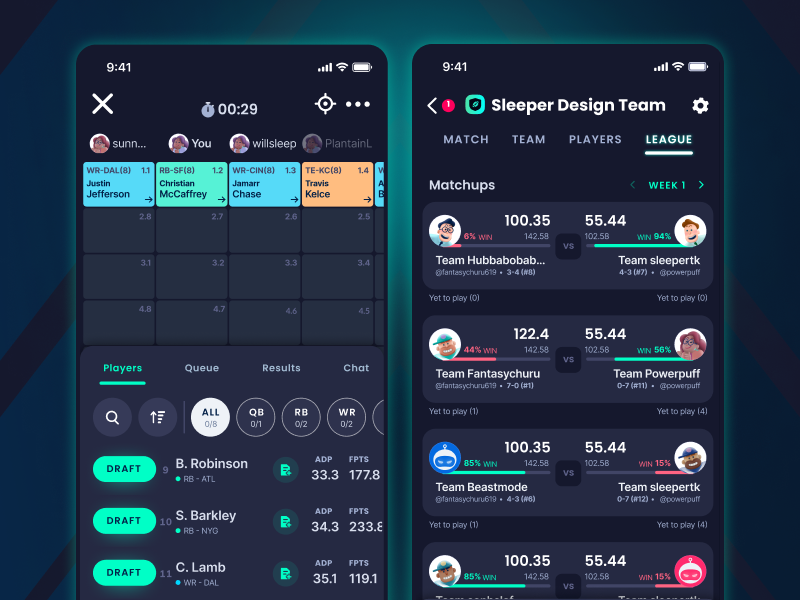 9:41
00:29
sunn...
You
willsleep
PlantainL
WR-DAL(8) 1.1
Justin
Jefferson
RB-SF(8) 1.2
Christian
McCaffrey
WR-CIN(8) 1.3
Jamarr
Chase
TE-KC(8) 1.4
Travis
Kelce
W
A
B
2.8 2.7 2.6 2.5
3.1 3.2 3.3 3.4
4.8 4.7 4.6 4.5
Players Queue Results Chat
ALL
0/8
QB
0/1
RB
0/2
WR
0/2
DRAFT 9 B. Robinson
RB - ATL
ADP FPTS
33.3 177.8
DRAFT 10 S. Barkley
RB - NYG
ADP FPTS
34.3 233.8
DRAFT 11 C. Lamb
WR - DAL
ADP FPTS
35.1 119.1
9:41
1 Sleeper Design Team
MATCH TEAM PLAYERS LEAGUE
Matchups WEEK 1
100.35 VS 55.44
6% WIN 142.58 102.58 WIN 94%
Team Hubbabobab... Team sleepertk
@fantasychuru619 • 3-4 (#8) 4-3 (#7) • @powerpuff
Yet to play (0) Yet to play (0)
122.4 VS 55.44
44% WIN 142.58 102.58 WIN 56%
Team Fantasychuru Team Powerpuff
@fantasychuru619 • 7-0 (#1) 0-7 (#11) • @powerpuff
Yet to play (1) Yet to play (4)
100.35 VS 55.44
85% WIN 142.58 102.58 WIN 15%
Team Beastmode Team sleepertk
@fantasychuru619 • 4-3 (#6) 0-7 (#12) • @powerpuff
Yet to play (1) Yet to play (4)
100.35 VS 55.44
85% WIN 142.58 102.58 WIN 15%